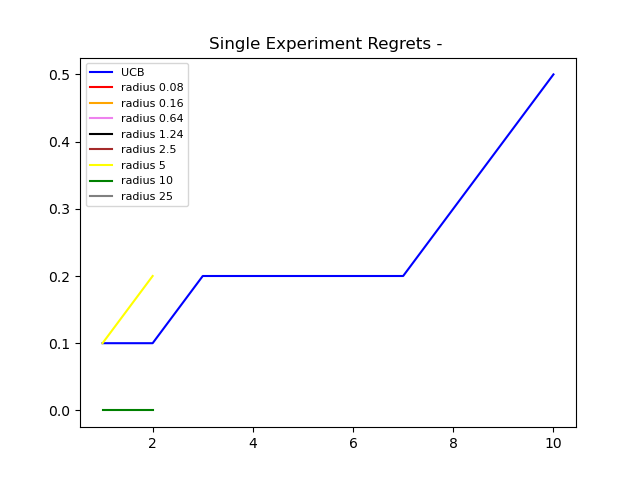 Single Experiment Regrets -
0.5
0.4
0.3
0.2
0.1
0.0
UCB
radius 0.08
radius 0.16
radius 0.64
radius 1.24
radius 2.5
radius 5
radius 10
radius 25
2 4 6 8 10